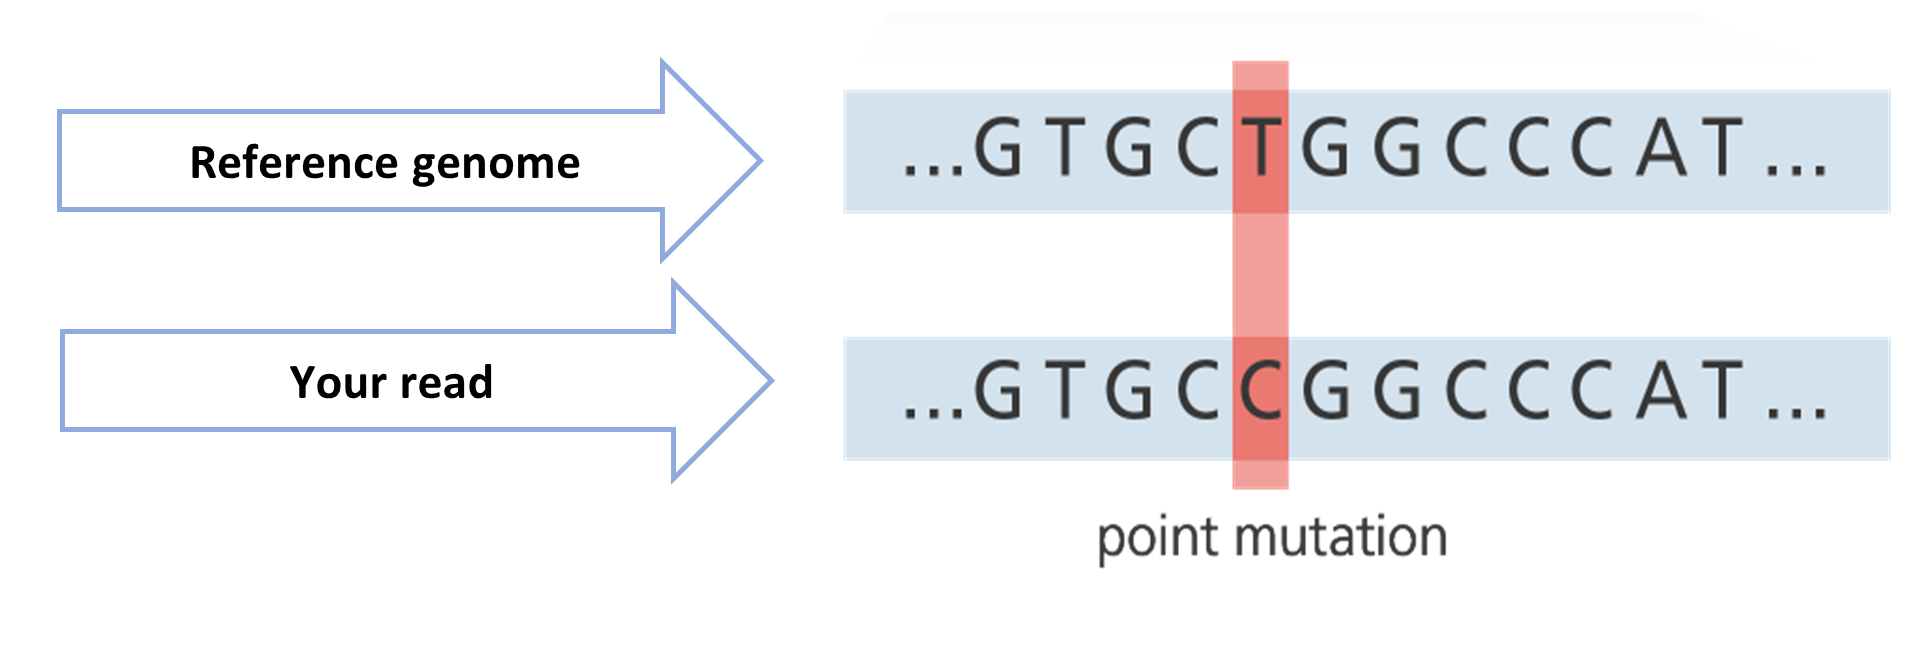 Reference genome
...G T G C T G G C C C A T...
Your read
...G T G C C G G C C C A T...
point mutation